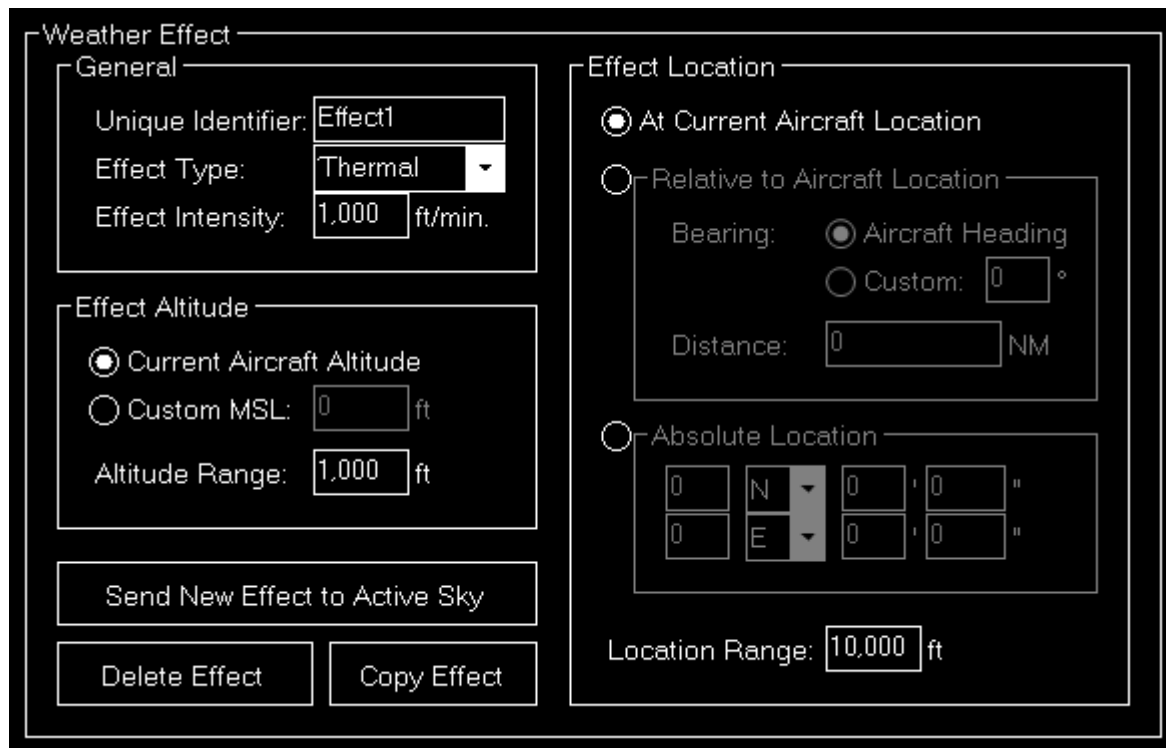 Weather Effect
General
Unique Identifier: Effect1
Effect Type: Thermal
Effect Intensity: 1,000 ft/min.
Effect Altitude
Current Aircraft Altitude
Custom MSL: 0 ft
Altitude Range: 1,000 ft
Send New Effect to Active Sky
Delete Effect
Copy Effect
Effect Location
At Current Aircraft Location
Relative to Aircraft Location
Bearing: Aircraft Heading
Custom: 0 °
Distance: 0 NM
Absolute Location
0 N 0 ' 0 "
0 E 0 ' 0 "
Location Range: 10,000 ft